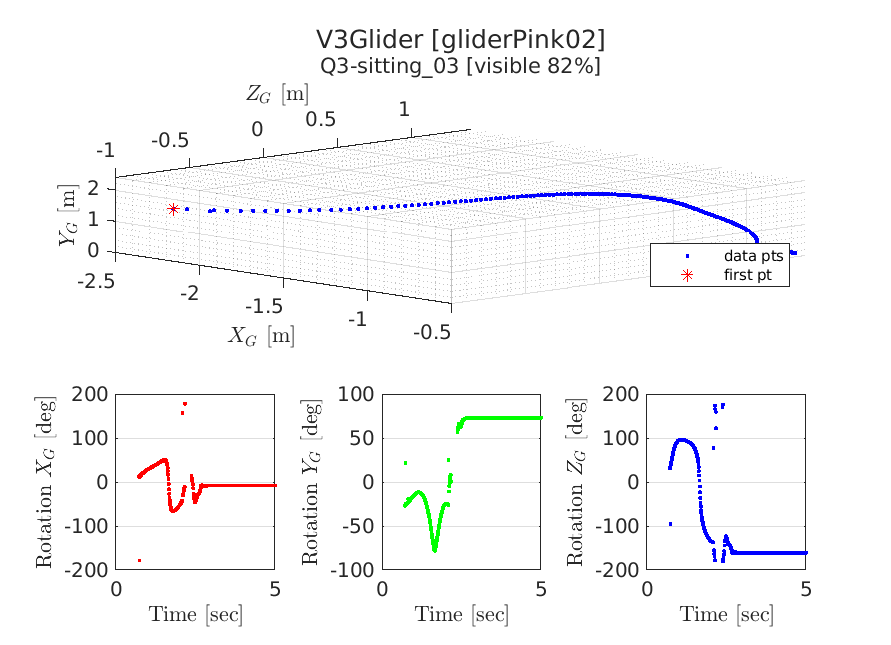 V3Glider [gliderPink02]
Q3-sitting_03 [visible 82%]
Z_G [m]
-1 -0.5 0 0.5 1
Y_G [m]
2
1
0
-2.5 -2 -1.5 -1 -0.5
X_G [m]
data pts
first pt
Rotation X_G [deg]
200
100
0
-100
-200
0 5
Time [sec]
Rotation Y_G [deg]
100
50
0
-50
-100
0 5
Time [sec]
Rotation Z_G [deg]
200
100
0
-100
-200
0 5
Time [sec]